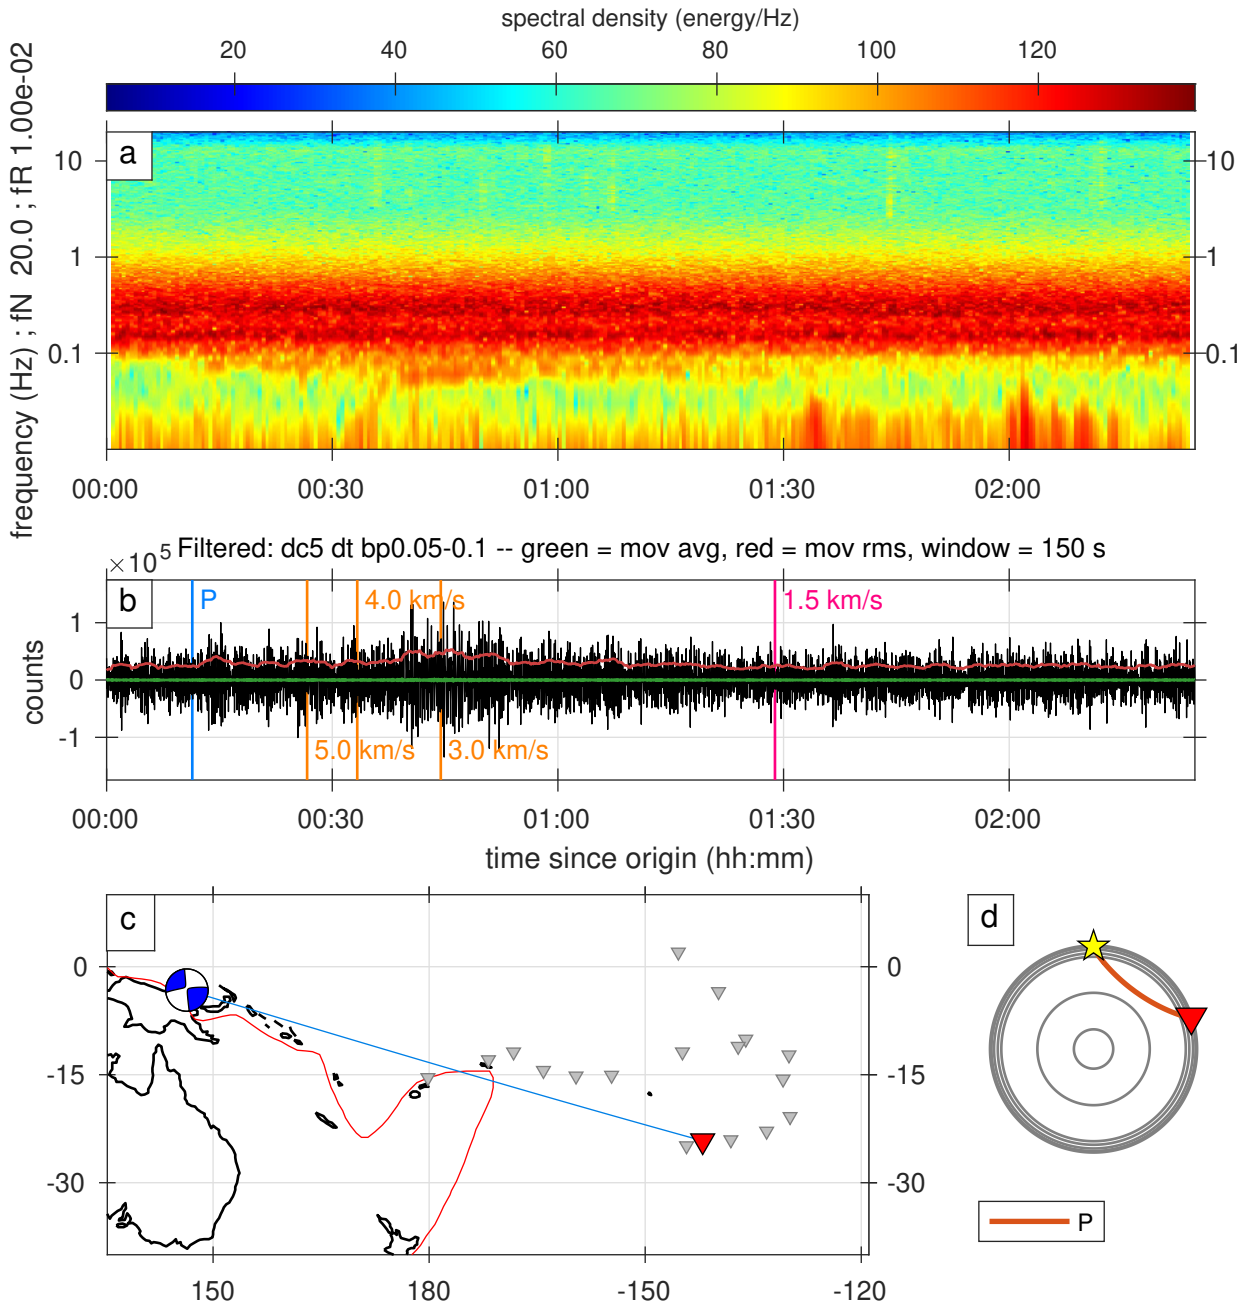 spectral density (energy/Hz)
20 40 60 80 100 120
frequency (Hz) ; fN 20.0 ; fR 1.00e-02
a
10 10
1 1
0.1 0.1
00:00 00:30 01:00 01:30 02:00
×10^5 Filtered: dc5 dt bp0.05-0.1 -- green = mov avg, red = mov rms, window = 150 s
b
P 4.0 km/s 1.5 km/s
counts
1
0
-1
5.0 km/s 3.0 km/s
00:00 00:30 01:00 01:30 02:00
time since origin (hh:mm)
c d
0 0
-15 -15
-30 -30
P
150 180 -150 -120